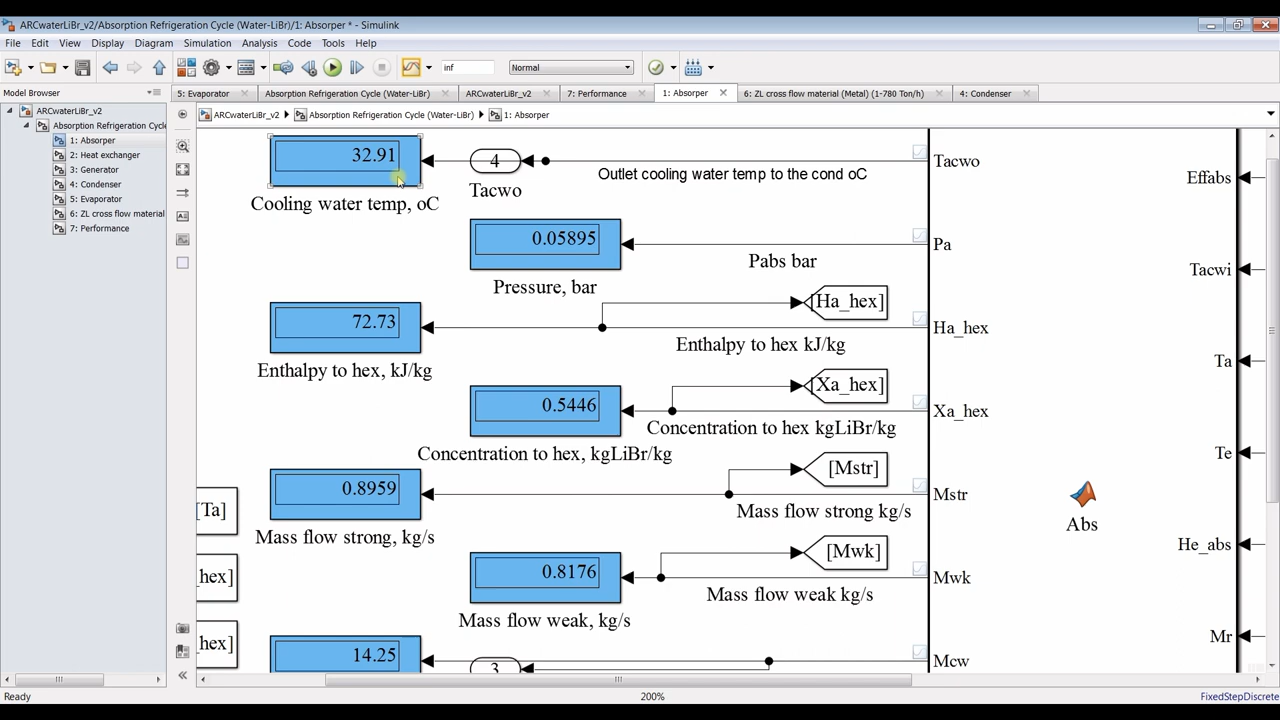 ARCwaterLiBr_v2/Absorption Refrigeration Cycle (Water-LiBr)/1: Absorper * - Simulink
File Edit View Display Diagram Simulation Analysis Code Tools Help
inf Normal
Model Browser
5: Evaporator Absorption Refrigeration Cycle (Water-LiBr) ARCwaterLiBr_v2 7: Performance 1: Absorper 6: ZL cross flow material (Metal) (1-780 Ton/h) 4: Condenser
ARCwaterLiBr_v2 Absorption Refrigeration Cycle (Water-LiBr) 1: Absorper
ARCwaterLiBr_v2
Absorption Refrigeration Cycle
1: Absorper
2: Heat exchanger
3: Generator
4: Condenser
5: Evaporator
6: ZL cross flow material
7: Performance
32.91
4
Tacwo
Outlet cooling water temp to the cond oC
Tacwo
Cooling water temp, oC
Effabs
0.05895
Pabs bar
Pa
Pressure, bar
Tacwi
[Ha_hex]
72.73
Ha_hex
Enthalpy to hex kJ/kg
Enthalpy to hex, kJ/kg
Ta
[Xa_hex]
0.5446
Xa_hex
Concentration to hex kgLiBr/kg
Concentration to hex, kgLiBr/kg
Te
[Mstr]
0.8959
Mstr
Mass flow strong kg/s
Mass flow strong, kg/s
[Ta]
Abs
[Mwk]
He_abs
0.8176
Mwk
hex]
Mass flow weak kg/s
Mass flow weak, kg/s
hex]
Mr
14.25
3
Mcw
Ready 200% FixedStepDiscrete